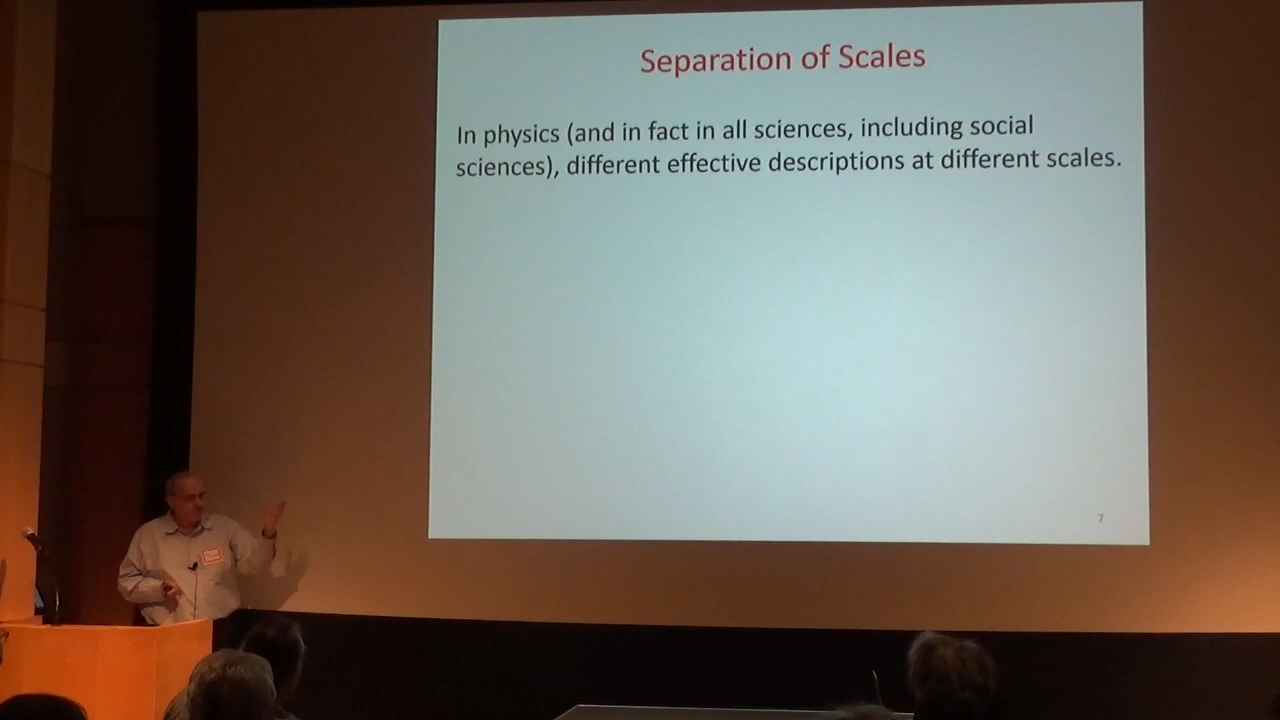 Separation of Scales
In physics (and in fact in all sciences, including social
sciences), different effective descriptions at different scales.
7